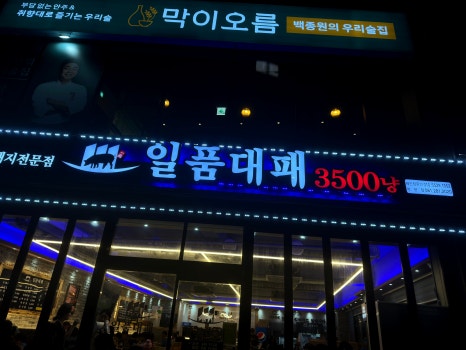 부담 없는 안주 &
취향대로 즐기는 우리술
막이오름
백종원의 우리술집
돼지전문점
일품대패
3500냥